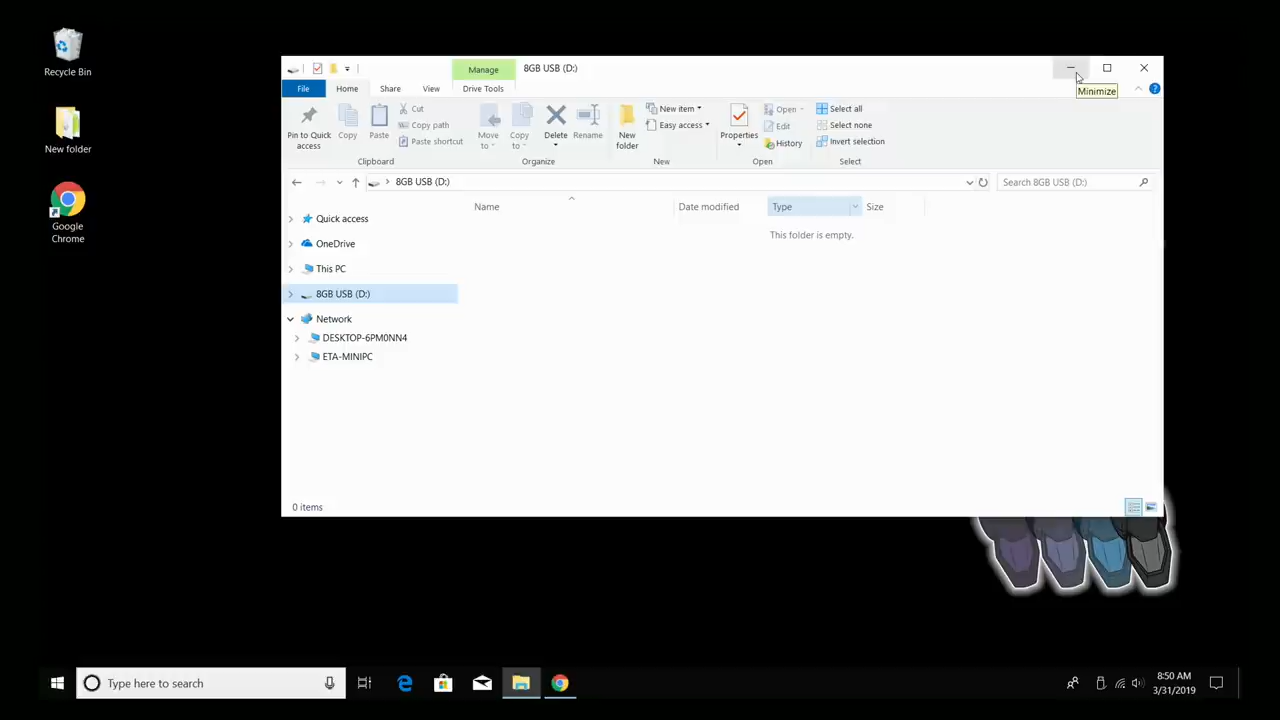 Recycle Bin
New folder
Google
Chrome
Manage
8GB USB (D:)
Minimize
File
Home
Share
View
Drive Tools
Pin to Quick
access
Copy
Paste
Cut
Copy path
Paste shortcut
Clipboard
Move
to
Copy
to
Delete
Rename
Organize
New
folder
New item
Easy access
New
Properties
Open
Edit
History
Open
Select all
Select none
Invert selection
Select
8GB USB (D:)
Search 8GB USB (D:)
Name
Date modified
Type
Size
This folder is empty.
Quick access
OneDrive
This PC
8GB USB (D:)
Network
DESKTOP-6PM0NN4
ETA-MINIPC
0 items
Type here to search
8:50 AM
3/31/2019